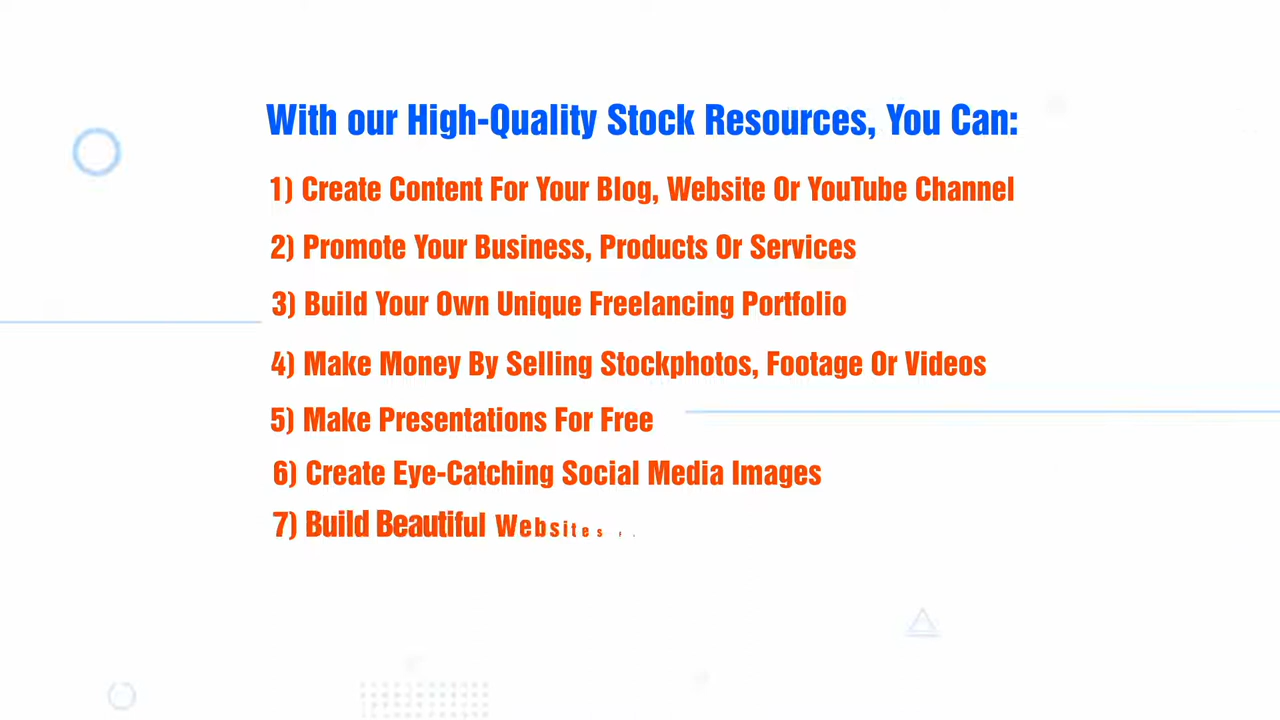 With our High-Quality Stock Resources, You Can:
1) Create Content For Your Blog, Website Or YouTube Channel
2) Promote Your Business, Products Or Services
3) Build Your Own Unique Freelancing Portfolio
4) Make Money By Selling Stockphotos, Footage Or Videos
5) Make Presentations For Free
6) Create Eye-Catching Social Media Images
7) Build Beautiful Websites